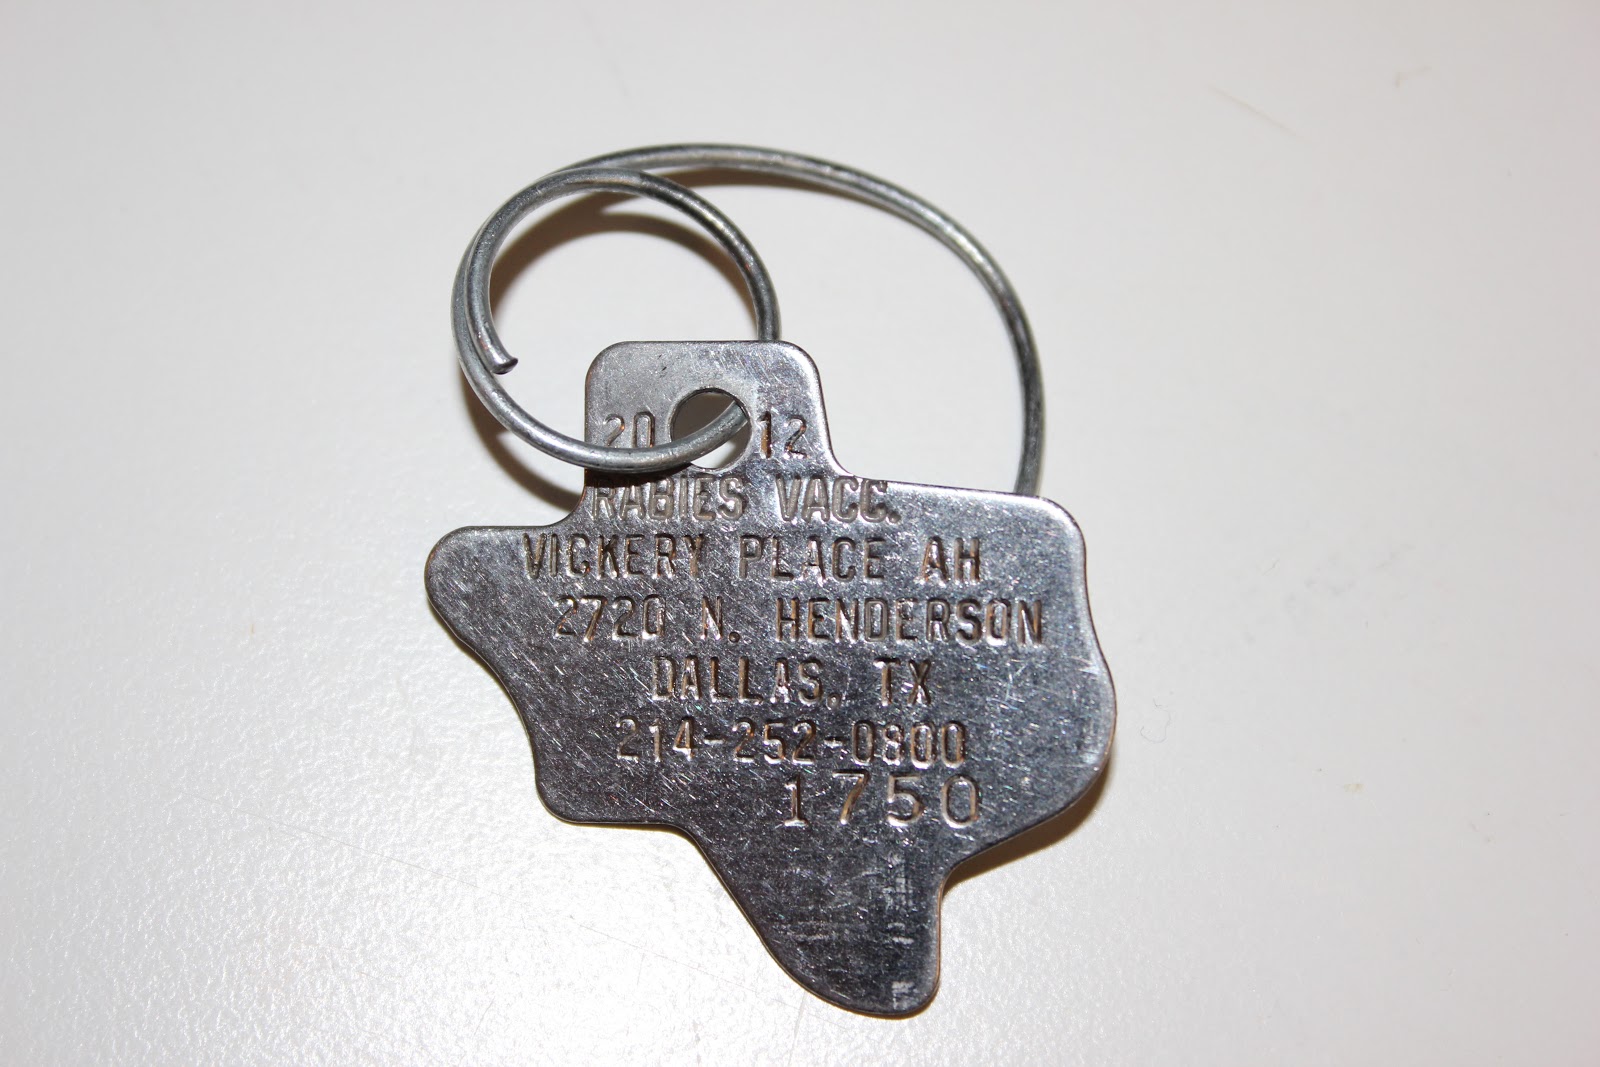 20 12
RABIES VACC.
VICKERY PLACE AH
2720 N. HENDERSON
DALLAS, TX
214-252-0800
1750